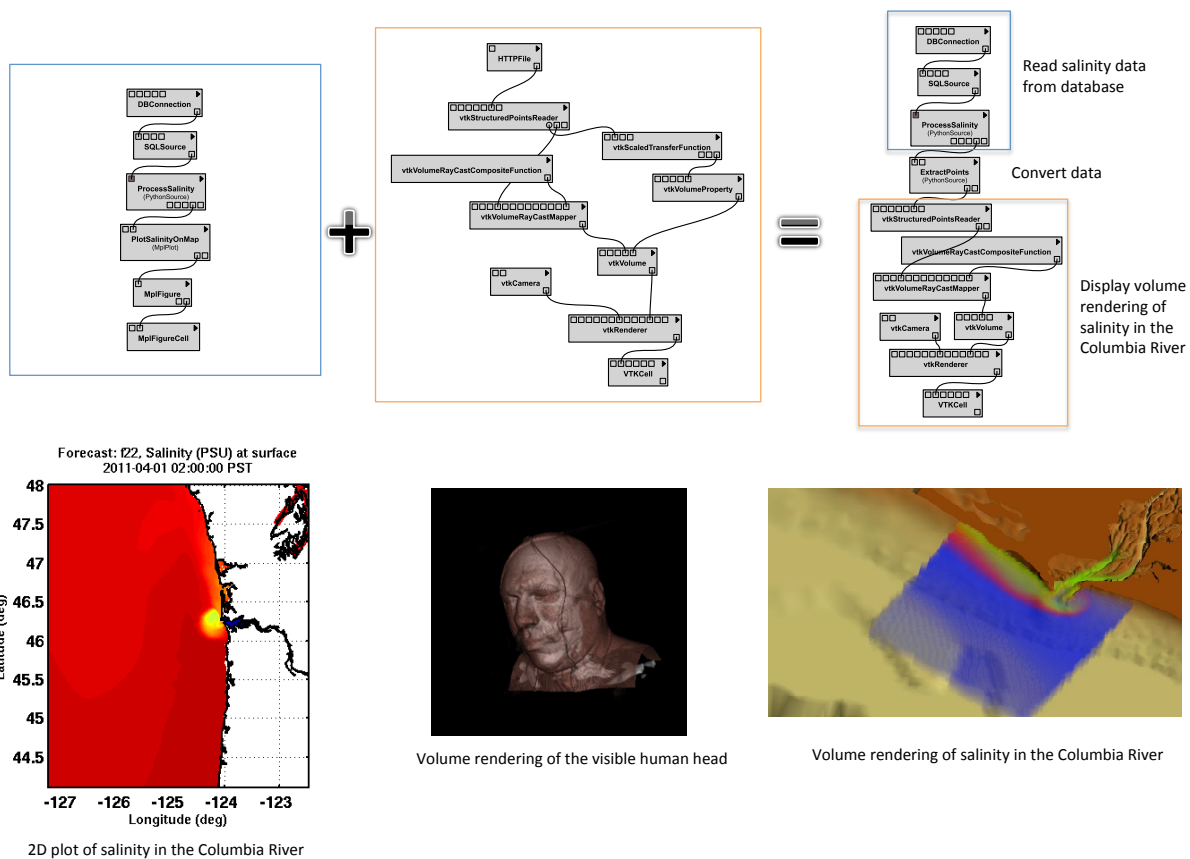 DBConnection
SQLSource
ProcessSalinity
(PythonSource)
PlotSalinityOnMap
(MplPlot)
MplFigure
MplFigureCell
HTTPFile
vtkStructuredPointsReader
vtkScaledTransferFunction
vtkVolumeRayCastCompositeFunction
vtkVolumeProperty
vtkVolumeRayCastMapper
vtkVolume
vtkCamera
vtkRenderer
VTKCell
DBConnection
SQLSource
ProcessSalinity
(PythonSource)
Read salinity data
from database
ExtractPoints
(PythonSource)
Convert data
vtkStructuredPointsReader
vtkVolumeRayCastCompositeFunction
vtkVolumeRayCastMapper
vtkCamera
vtkVolume
vtkRenderer
VTKCell
Display volume
rendering of
salinity in the
Columbia River
Forecast: f22, Salinity (PSU) at surface
2011-04-01 02:00:00 PST
48
47.5
47
46.5
46
45.5
45
44.5
Latitude (deg)
-127 -126 -125 -124 -123
Longitude (deg)
2D plot of salinity in the Columbia River
Volume rendering of the visible human head
Volume rendering of salinity in the Columbia River